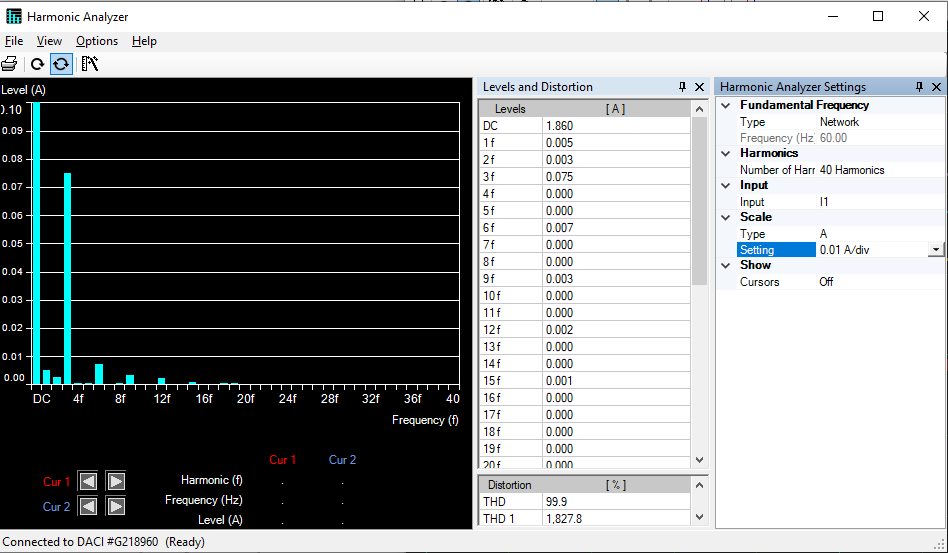 Harmonic Analyzer
File View Options Help
Level (A)
0.10
0.09
0.08
0.07
0.06
0.05
0.04
0.03
0.02
0.01
0.00
DC 4f 8f 12f 16f 20f 24f 28f 32f 36f 40
Frequency (f)
Cur 1 Cur 2
Cur 1
Cur 2
Harmonic (f) . .
Frequency (Hz) . .
Level (A) . .
Levels and Distortion
Levels [ A ]
DC 1.860
1 f 0.005
2 f 0.003
3 f 0.075
4 f 0.000
5 f 0.000
6 f 0.007
7 f 0.000
8 f 0.000
9 f 0.003
10 f 0.000
11 f 0.000
12 f 0.002
13 f 0.000
14 f 0.000
15 f 0.001
16 f 0.000
17 f 0.000
18 f 0.000
19 f 0.000
20 f 0.000
Distortion [ % ]
THD 99.9
THD 1 1,827.8
Harmonic Analyzer Settings
Fundamental Frequency
Type Network
Frequency (Hz 60.00
Harmonics
Number of Harr 40 Harmonics
Input
Input I1
Scale
Type A
Setting 0.01 A/div
Show
Cursors Off
Connected to DACI #G218960 (Ready)